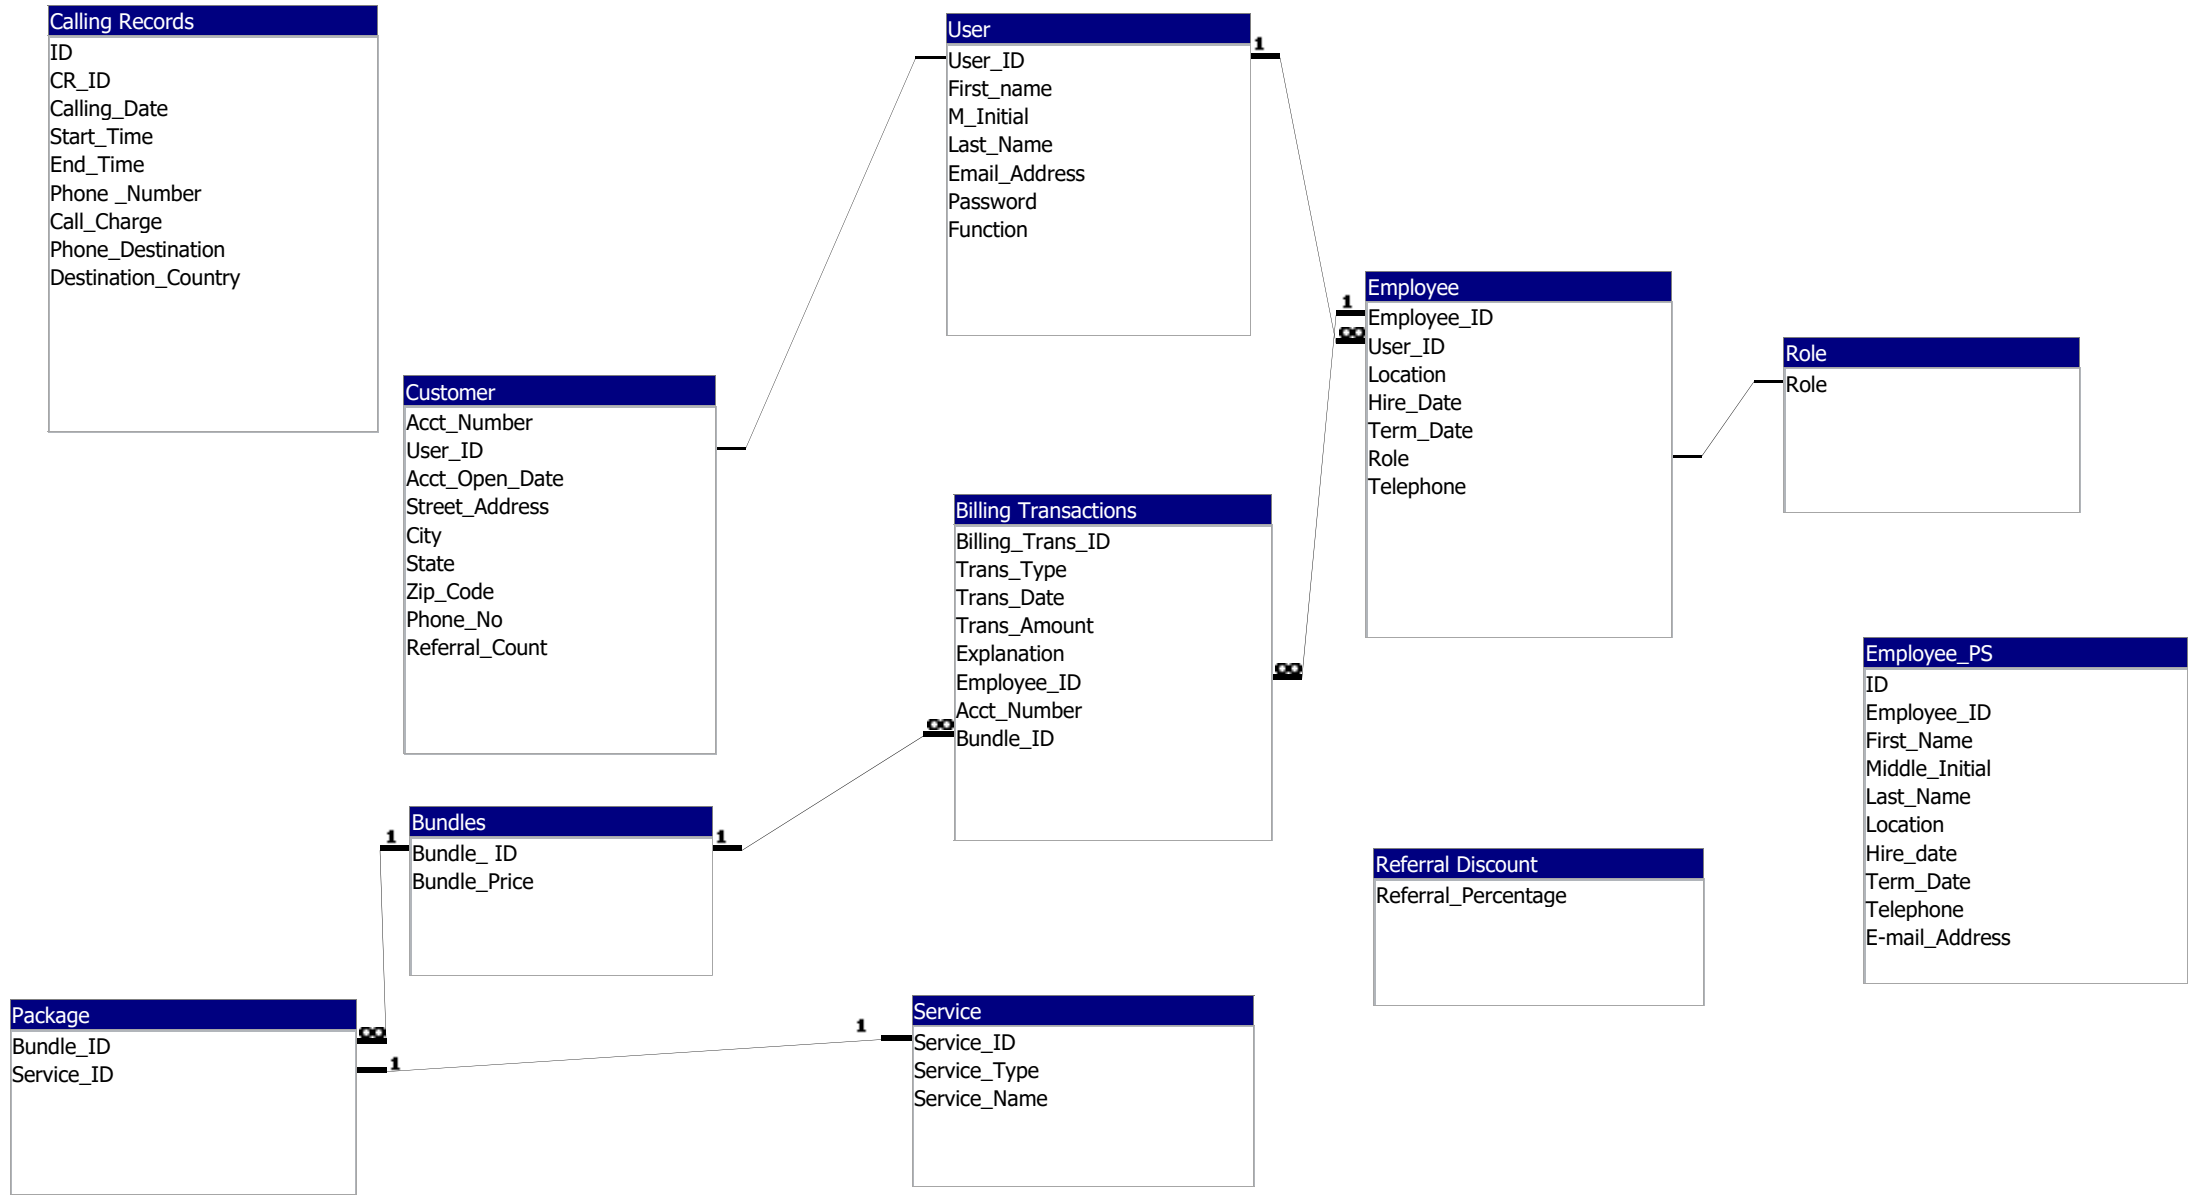 Calling Records
ID
CR_ID
Calling_Date
Start_Time
End_Time
Phone _Number
Call_Charge
Phone_Destination
Destination_Country
User
1
User_ID
First_name
M_Initial
Last_Name
Email_Address
Password
Function
Employee
1
Employee_ID
∞
User_ID
Location
Hire_Date
Term_Date
Role
Telephone
Role
Role
Customer
Acct_Number
User_ID
Acct_Open_Date
Street_Address
City
State
Zip_Code
Phone_No
Referral_Count
Billing Transactions
Billing_Trans_ID
Trans_Type
Trans_Date
Trans_Amount
Explanation
∞
Employee_ID
Acct_Number
∞
Bundle_ID
Employee_PS
ID
Employee_ID
First_Name
Middle_Initial
Last_Name
Location
Hire_date
Term_Date
Telephone
E-mail_Address
Bundles
1
1
Bundle_ ID
Bundle_Price
Referral Discount
Referral_Percentage
Package
∞
Bundle_ID
1
Service_ID
Service
1
Service_ID
Service_Type
Service_Name